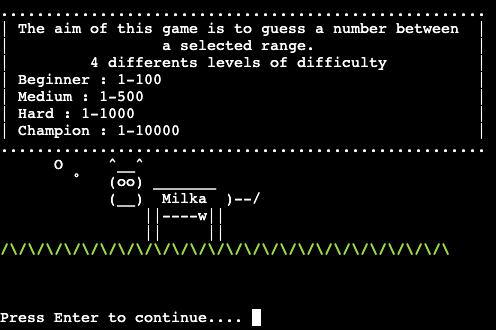 The aim of this game is to guess a number between
a selected range.
4 differents levels of difficulty
Beginner : 1-100
Medium : 1-500
Hard : 1-1000
Champion : 1-10000
Milka
Press Enter to continue....